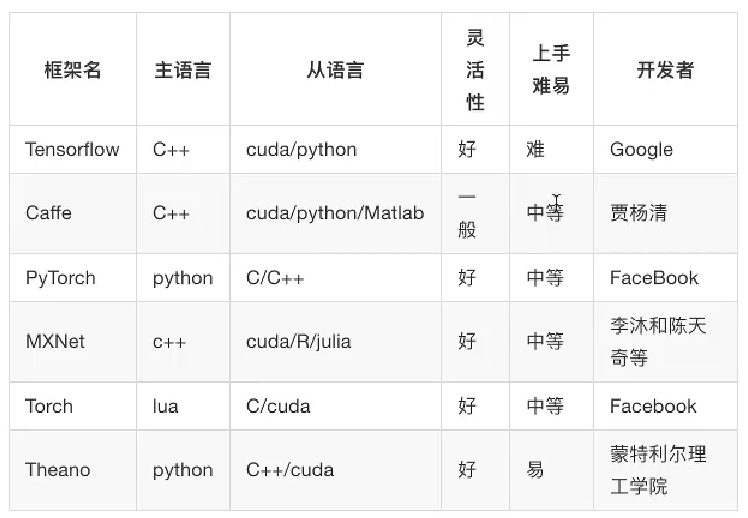 框架名 主语言 从语言 灵活性 上手难易 开发者
Tensorflow C++ cuda/python 好 难 Google
Caffe C++ cuda/python/Matlab 一般 中等 贾杨清
PyTorch python C/C++ 好 中等 FaceBook
MXNet c++ cuda/R/julia 好 中等 李沐和陈天奇等
Torch lua C/cuda 好 中等 Facebook
Theano python C++/cuda 好 易 蒙特利尔理工学院